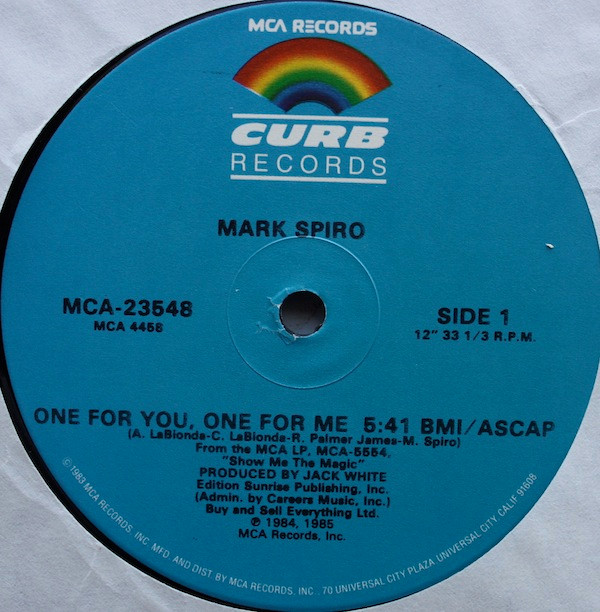 MCA RECORDS
CURB
RECORDS
MARK SPIRO
MCA-23548
MCA 4456
SIDE 1
12" 33 1/3 R.P.M.
ONE FOR YOU, ONE FOR ME 5:41 BMI/ASCAP
(A. LaBionda-C. LaBionda-R. Palmer James-M. Spiro)
From the MCA LP. MCA-5554,
"Show Me The Magic"
PRODUCED BY JACK WHITE
Edition Sunrise Publishing, Inc.
(Admin. by Careers Music, Inc.)
Buy and Sell Everything Ltd.
℗ 1984, 1985
MCA Records, Inc.
© 1983 MCA RECORDS, INC. MFD. AND DIST. BY MCA RECORDS, INC. . 70 UNIVERSAL CITY PLAZA UNIVERSAL CITY, CALIF. 91608